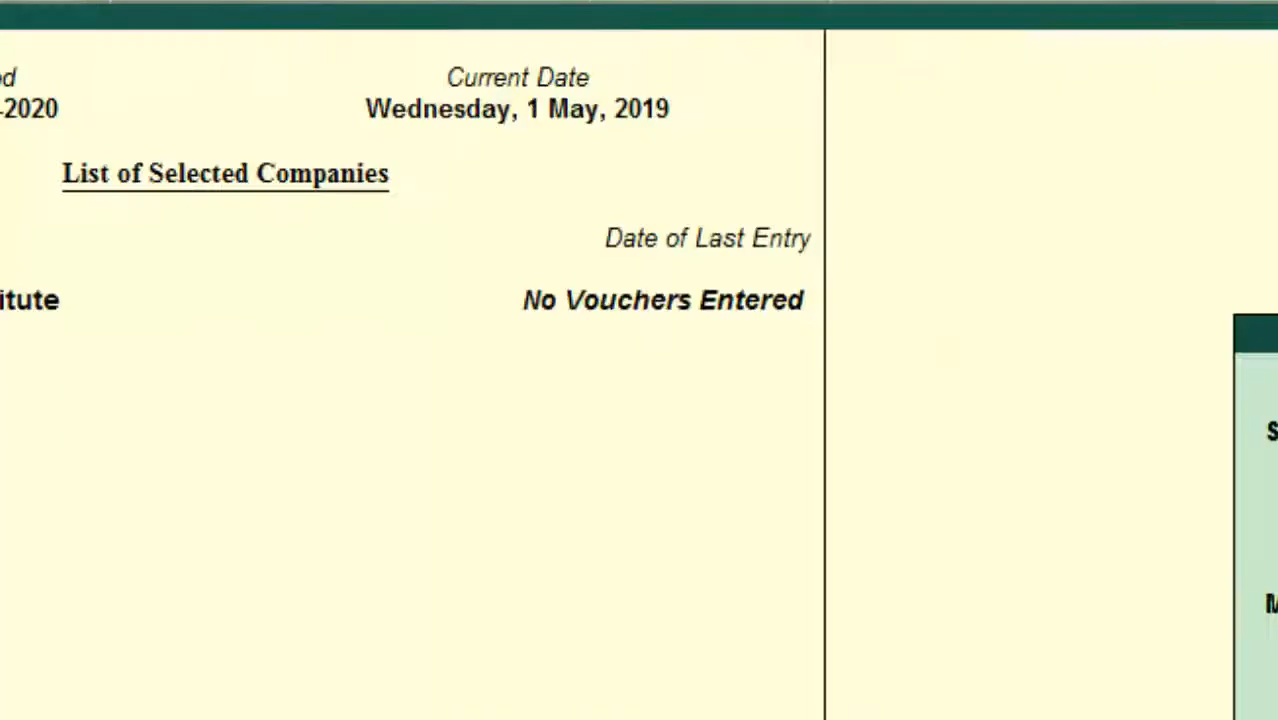 Current Date
-2020 Wednesday, 1 May, 2019
List of Selected Companies
Date of Last Entry
itute No Vouchers Entered